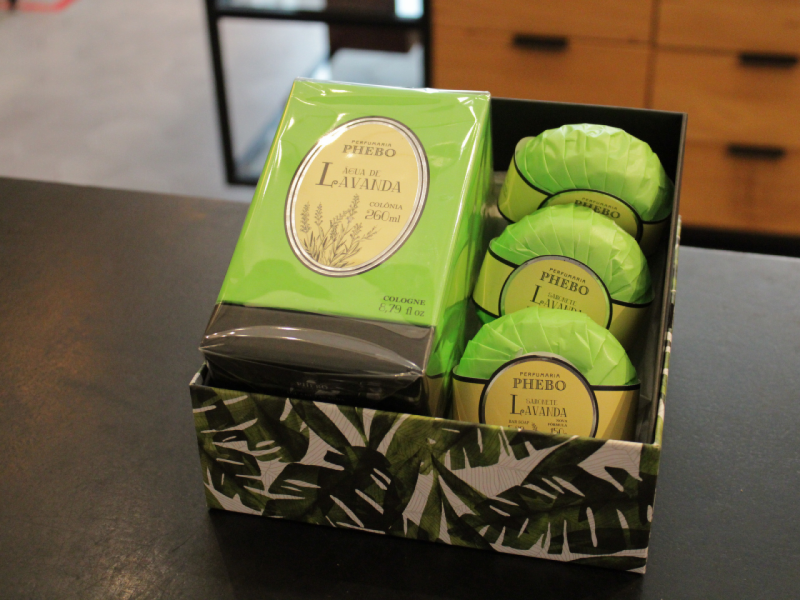 PERFUMARIA
PHEBO
ÁGUA DE
LAVANDA
COLÔNIA
260ml
COLOGNE
8,79 fl oz
PHEBO
PERFUMARIA
PHEBO
SABONETE
LAVANDA
PERFUMARIA
PHEBO
SABONETE
LAVANDA